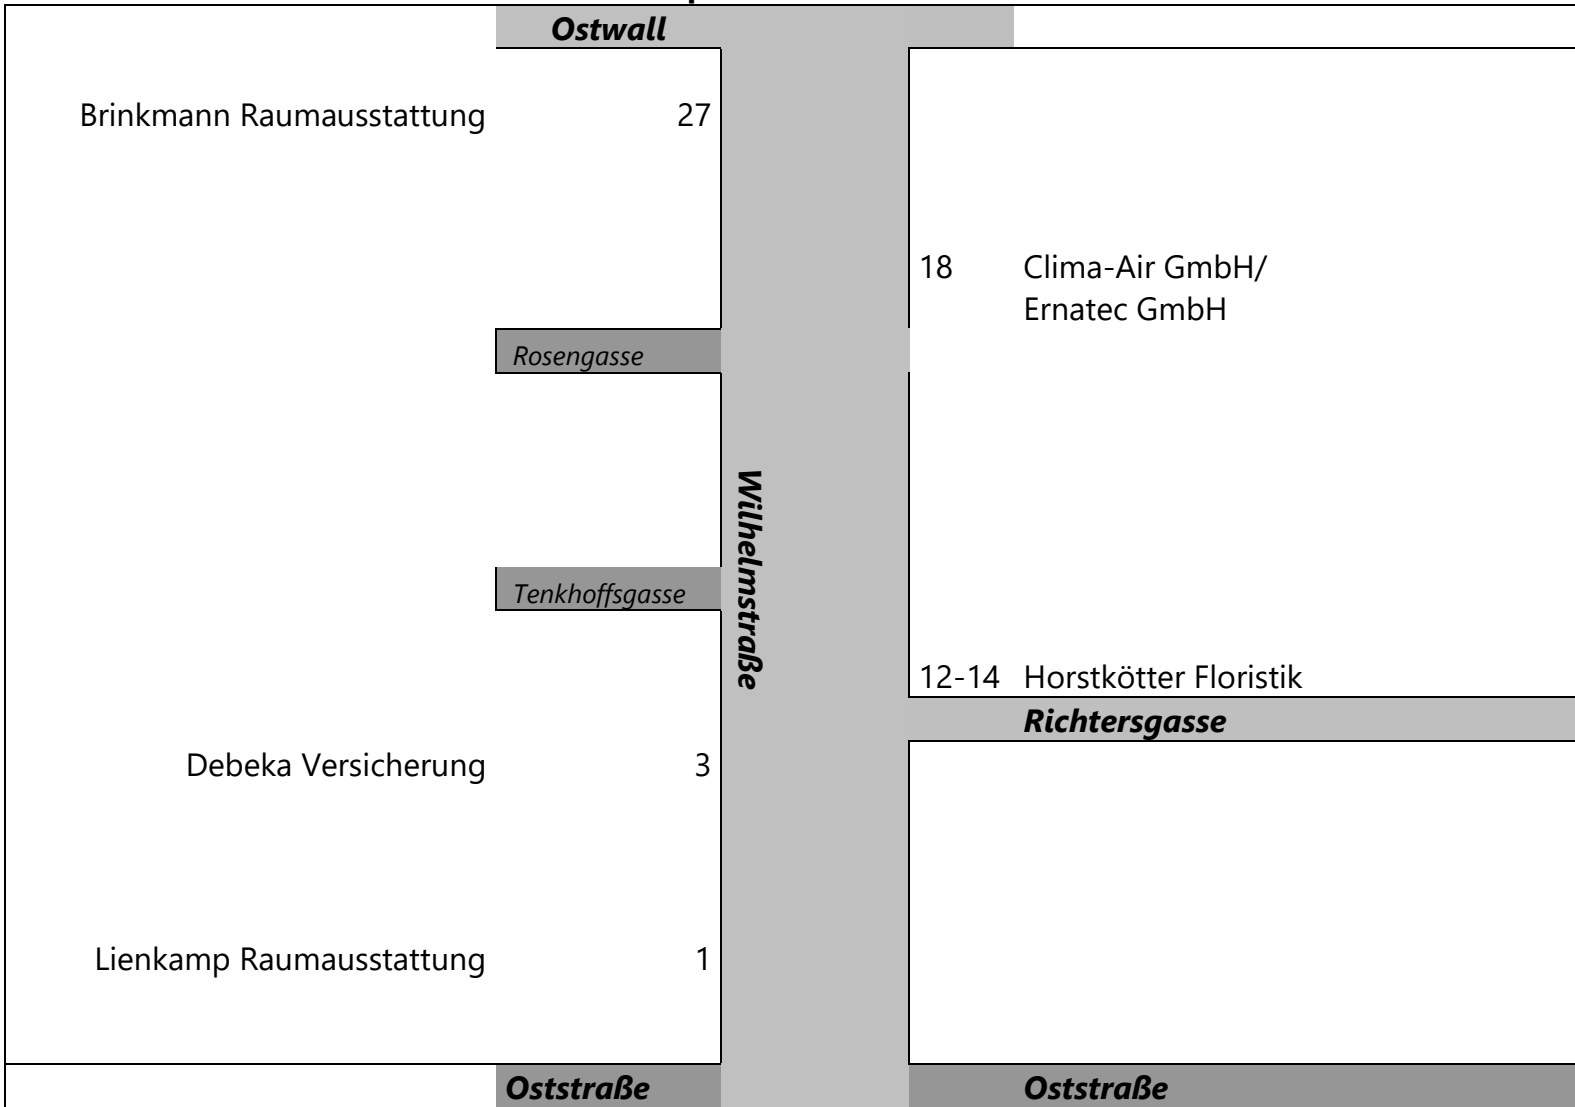 Ostwall
Brinkmann Raumausstattung 27
18 Clima-Air GmbH/
Ernatec GmbH
Rosengasse
Wilhelmstraße
Tenkhoffsgasse
12-14 Horstkötter Floristik
Richtersgasse
Debeka Versicherung 3
Lienkamp Raumausstattung 1
Oststraße Oststraße